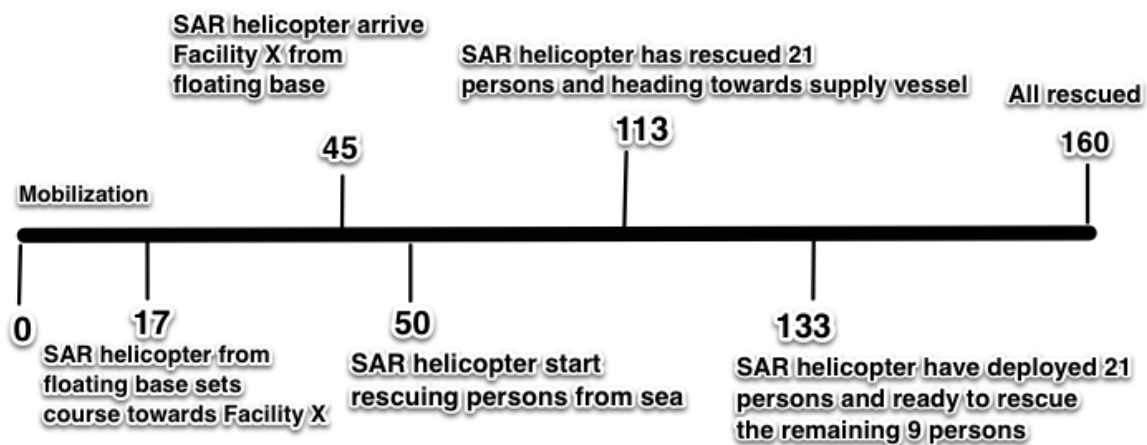 SAR helicopter arrive
Facility X from
floating base
SAR helicopter has rescued 21
persons and heading towards supply vessel
All rescued
45
113
160
Mobilization
0
17
50
133
SAR helicopter from
floating base sets
course towards Facility X
SAR helicopter start
rescuing persons from sea
SAR helicopter have deployed 21
persons and ready to rescue
the remaining 9 persons